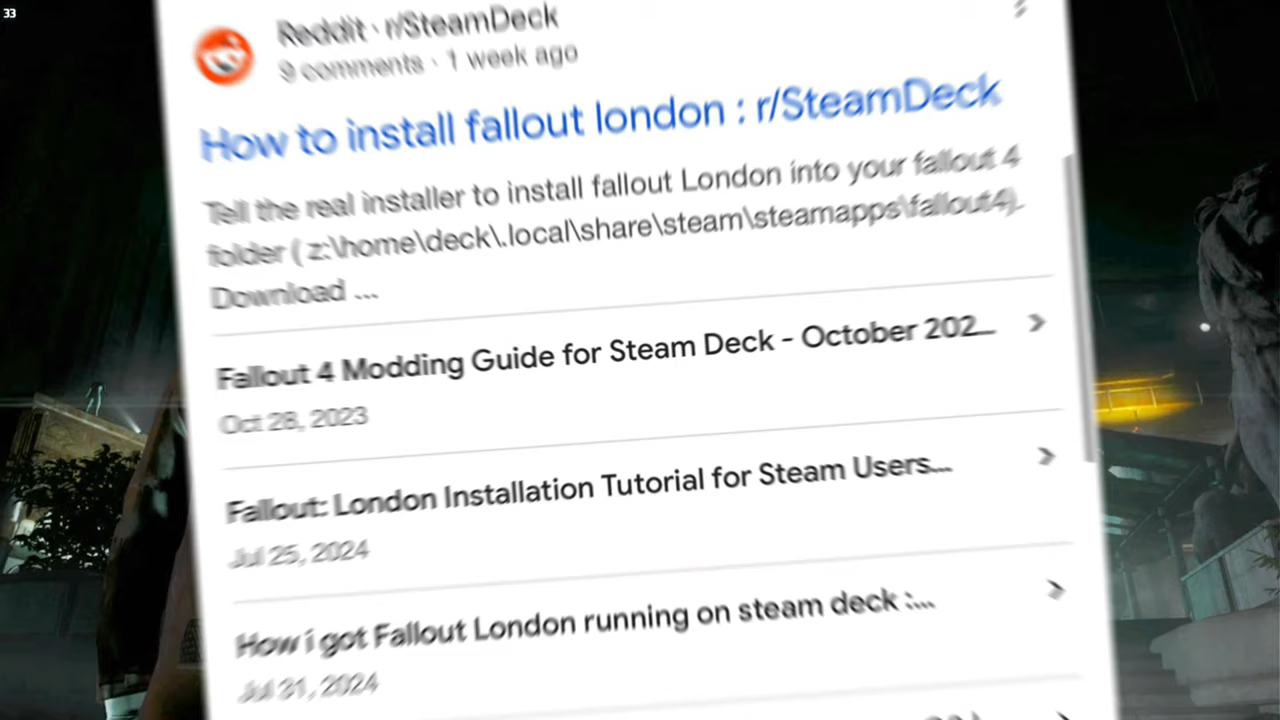 33
Reddit · r/SteamDeck
9 comments · 1 week ago
How to install fallout london : r/SteamDeck
Tell the real installer to install fallout London into your fallout 4
folder ( z:\home\deck\.local\share\steam\steamapps\fallout4).
Download ...
Fallout 4 Modding Guide for Steam Deck - October 202...
Oct 28, 2023
Fallout: London Installation Tutorial for Steam Users...
Jul 25, 2024
How i got Fallout London running on steam deck :...
Jul 31, 2024